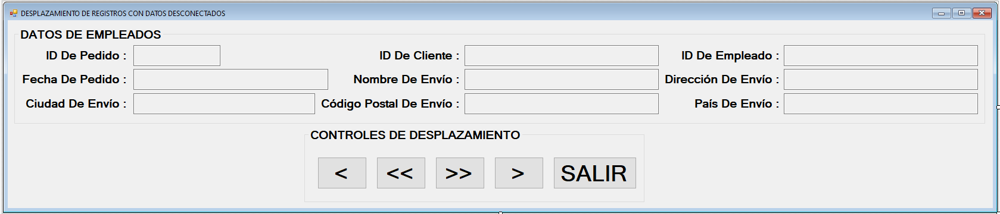 DESPLAZAMIENTO DE REGISTROS CON DATOS DESCONECTADOS
DATOS DE EMPLEADOS
ID De Pedido : ID De Cliente : ID De Empleado :
Fecha De Pedido : Nombre De Envío : Dirección De Envío :
Ciudad De Envío : Código Postal De Envío : País De Envío :
CONTROLES DE DESPLAZAMIENTO
< << >> > SALIR